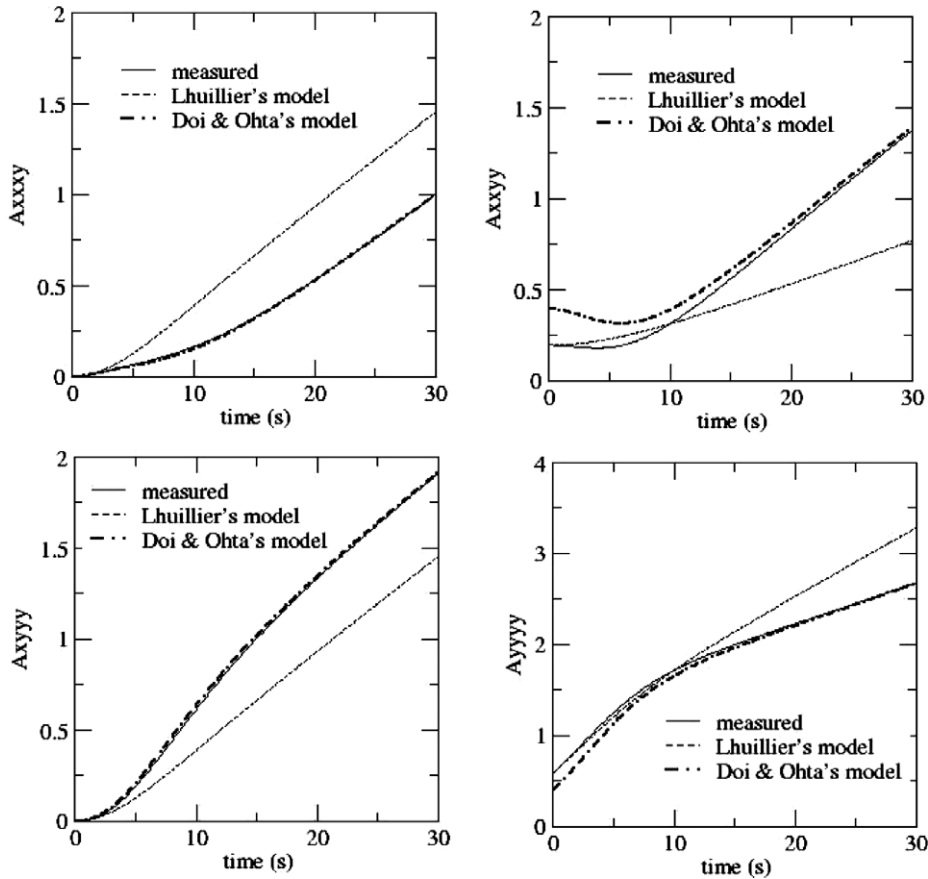 2
1.5
1
0.5
0
Axxxy
measured
Lhuillier's model
Doi & Ohta's model
0 10 20 30
time (s)
2
1.5
1
0.5
0
Axxyy
measured
Lhuillier's model
Doi & Ohta's model
0 10 20 30
time (s)
2
1.5
1
0.5
0
Axyyy
measured
Lhuillier's model
Doi & Ohta's model
0 10 20 30
time (s)
4
3
2
1
0
Ayyyy
measured
Lhuillier's model
Doi & Ohta's model
0 10 20 30
time (s)